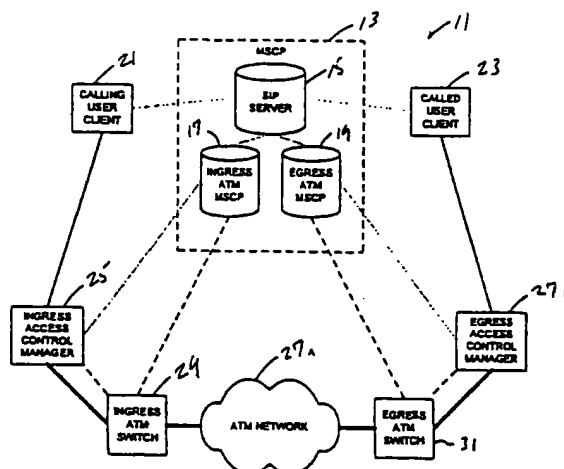 13
11
MSCP
21
15
23
CALLING
USER
CLIENT
SIP
SERVER
CALLED
USER
CLIENT
17
19
INGRESS
ATM
MSCP
EGRESS
ATM
MSCP
25
27
INGRESS
ACCESS
CONTROL
MANAGER
EGRESS
ACCESS
CONTROL
MANAGER
29
27A
INGRESS
ATM
SWITCH
ATM NETWORK
EGRESS
ATM
SWITCH
31